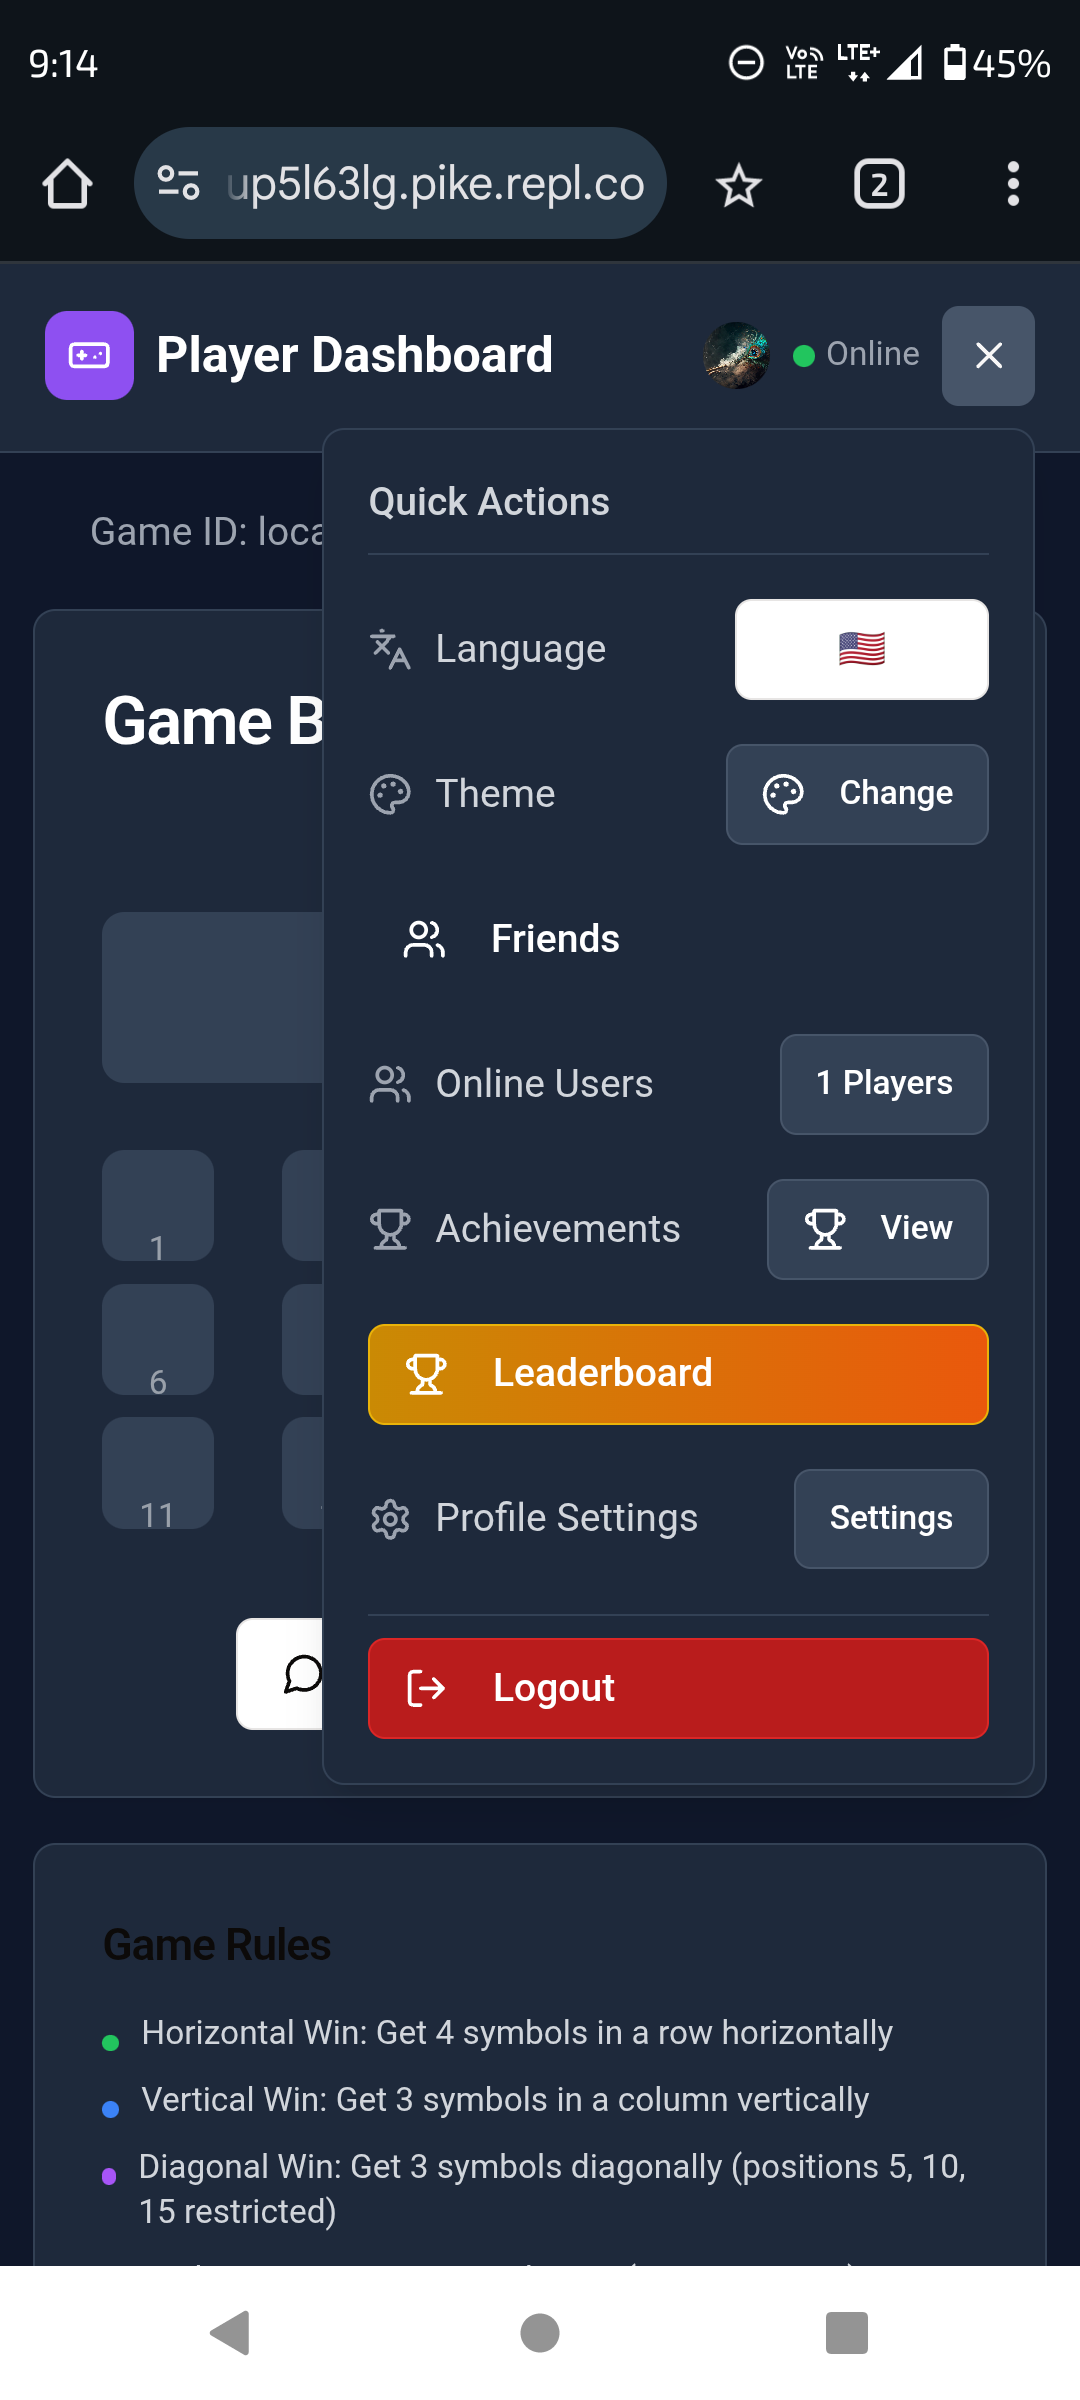 9:14
Vo LTE
LTE+
45%
up5l63lg.pike.repl.co
2
Player Dashboard
Online
Quick Actions
Game ID: loca
Language
Game B
Theme
Change
Friends
Online Users
1 Players
1
Achievements
View
6
Leaderboard
11
Profile Settings
Settings
Logout
Game Rules
Horizontal Win: Get 4 symbols in a row horizontally
Vertical Win: Get 3 symbols in a column vertically
Diagonal Win: Get 3 symbols diagonally (positions 5, 10,
15 restricted)